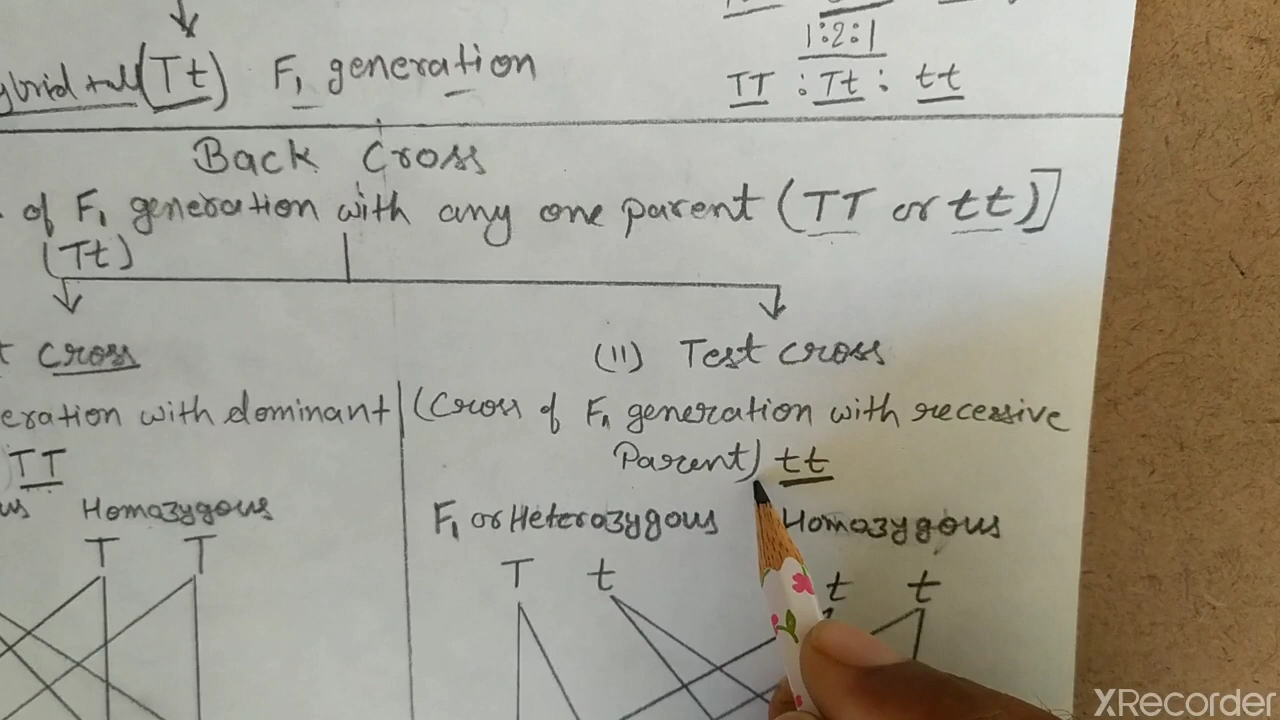 1:2:1
ybrid tall (Tt) F₁ generation
TT : Tt : tt
Back Cross
of F₁ generation with any one parent (TT or tt)]
(Tt)
t Cross
(11) Test cross
eration with dominant
(Cross of F₁ generation with recessive
Parent) tt
TT
us Homozygous
F₁ or Heterozygous Homozygous
T T
T t t t
XRecorder